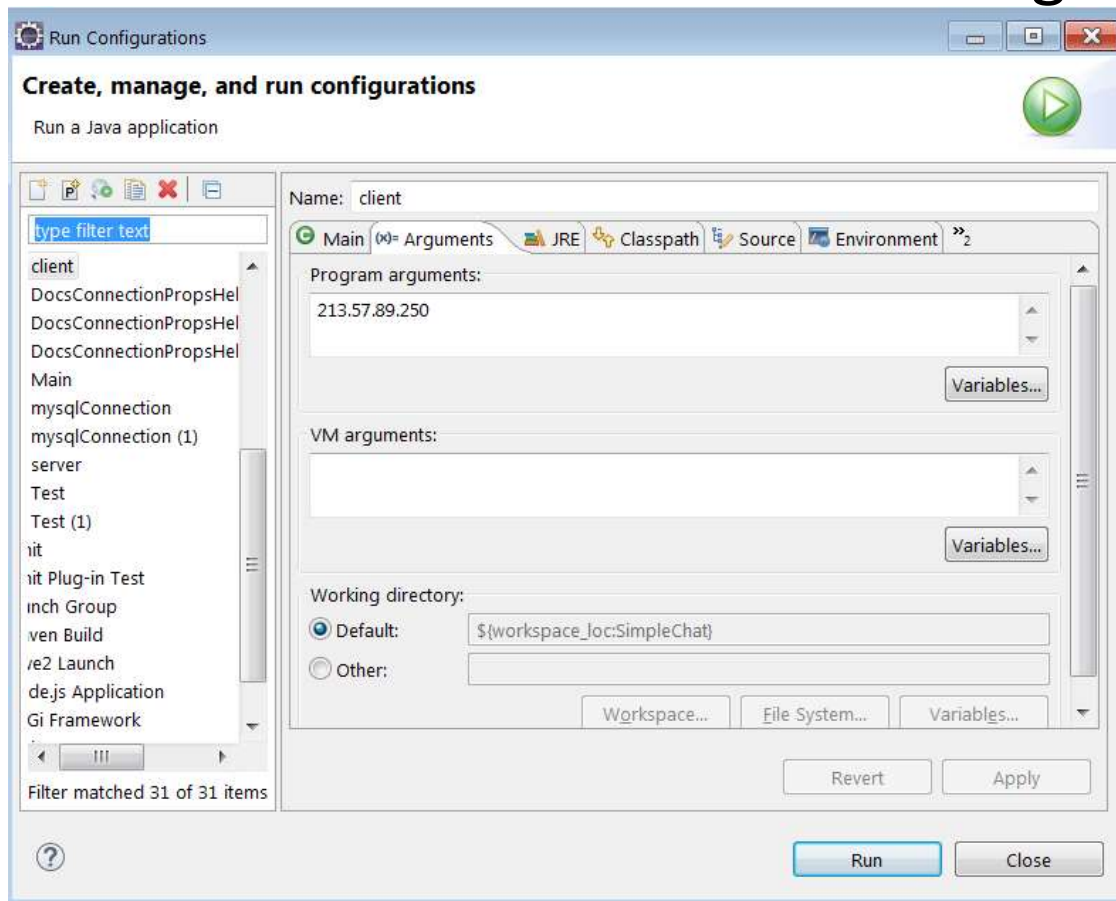 Run Configurations
Create, manage, and run configurations
Run a Java application
type filter text
client
DocsConnectionPropsHel
DocsConnectionPropsHel
DocsConnectionPropsHel
Main
mysqlConnection
mysqlConnection (1)
server
Test
Test (1)
nit
nit Plug-in Test
unch Group
ven Build
ve2 Launch
de.js Application
Gi Framework
Filter matched 31 of 31 items
Name: client
Main (x)= Arguments JRE Classpath Source Environment »2
Program arguments:
213.57.89.250
Variables...
VM arguments:
Variables...
Working directory:
Default: ${workspace_loc:SimpleChat}
Other:
Workspace... File System... Variables...
Revert Apply
Run Close